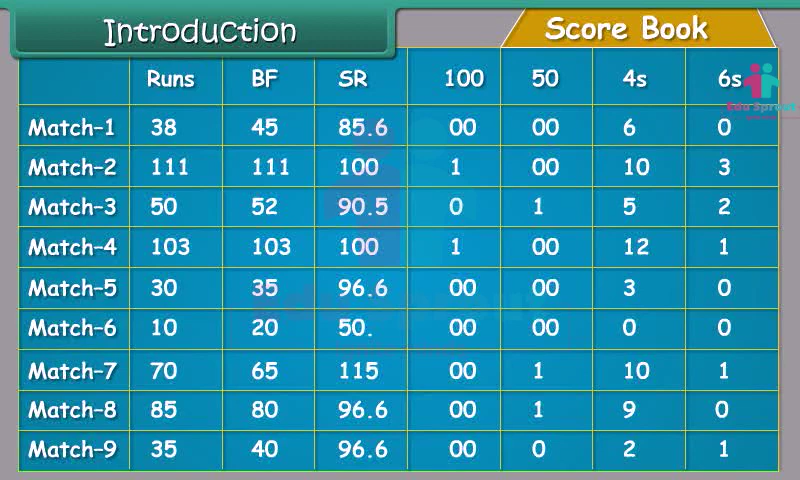 Introduction
Score Book
Runs BF SR 100 50 4s 6s
Edu Sprout
Match-1 38 45 85.6 00 00 6 0
Match-2 111 111 100 1 00 10 3
Match-3 50 52 90.5 0 1 5 2
Match-4 103 103 100 1 00 12 1
Match-5 30 35 96.6 00 00 3 0
Edu Sprout
Match-6 10 20 50. 00 00 0 0
Match-7 70 65 115 00 1 10 1
Match-8 85 80 96.6 00 1 9 0
Match-9 35 40 96.6 00 0 2 1